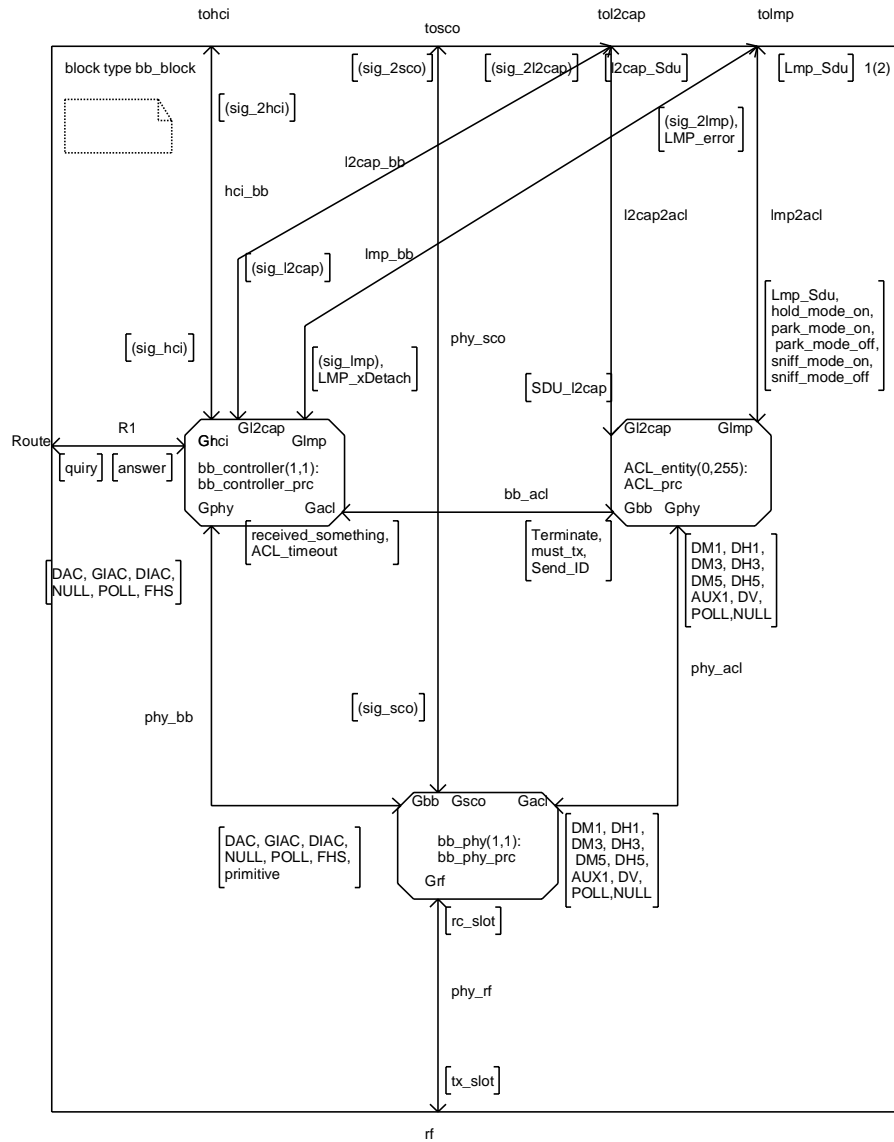 tohci
tosco
tol2cap
tolmp
block type bb_block
(sig_2sco)
(sig_2l2cap)
l2cap_Sdu
Lmp_Sdu
1(2)
(sig_2hci)
(sig_2lmp),
LMP_error
l2cap_bb
hci_bb
l2cap2acl
lmp2acl
lmp_bb
(sig_l2cap)
Lmp_Sdu,
hold_mode_on,
park_mode_on,
park_mode_off,
sniff_mode_on,
sniff_mode_off
(sig_hci)
phy_sco
(sig_lmp),
LMP_xDetach
SDU_l2cap
Route
R1
quiry
answer
Gl2cap
Glmp
bb_controller(1,1):
bb_controller_prc
Gphy
Gacl
Gl2cap
Glmp
ACL_entity(0,255):
ACL_prc
Gbb
Gphy
bb_acl
received_something,
ACL_timeout
Terminate,
must_tx,
Send_ID
DAC, GIAC, DIAC,
NULL, POLL, FHS
DM1, DH1,
DM3, DH3,
DM5, DH5,
AUX1, DV,
POLL,NULL
phy_acl
phy_bb
(sig_sco)
Gbb
Gsco
Gacl
bb_phy(1,1):
bb_phy_prc
Grf
DAC, GIAC, DIAC,
NULL, POLL, FHS,
primitive
DM1, DH1,
DM3, DH3,
DM5, DH5,
AUX1, DV,
POLL,NULL
rc_slot
phy_rf
tx_slot
rf